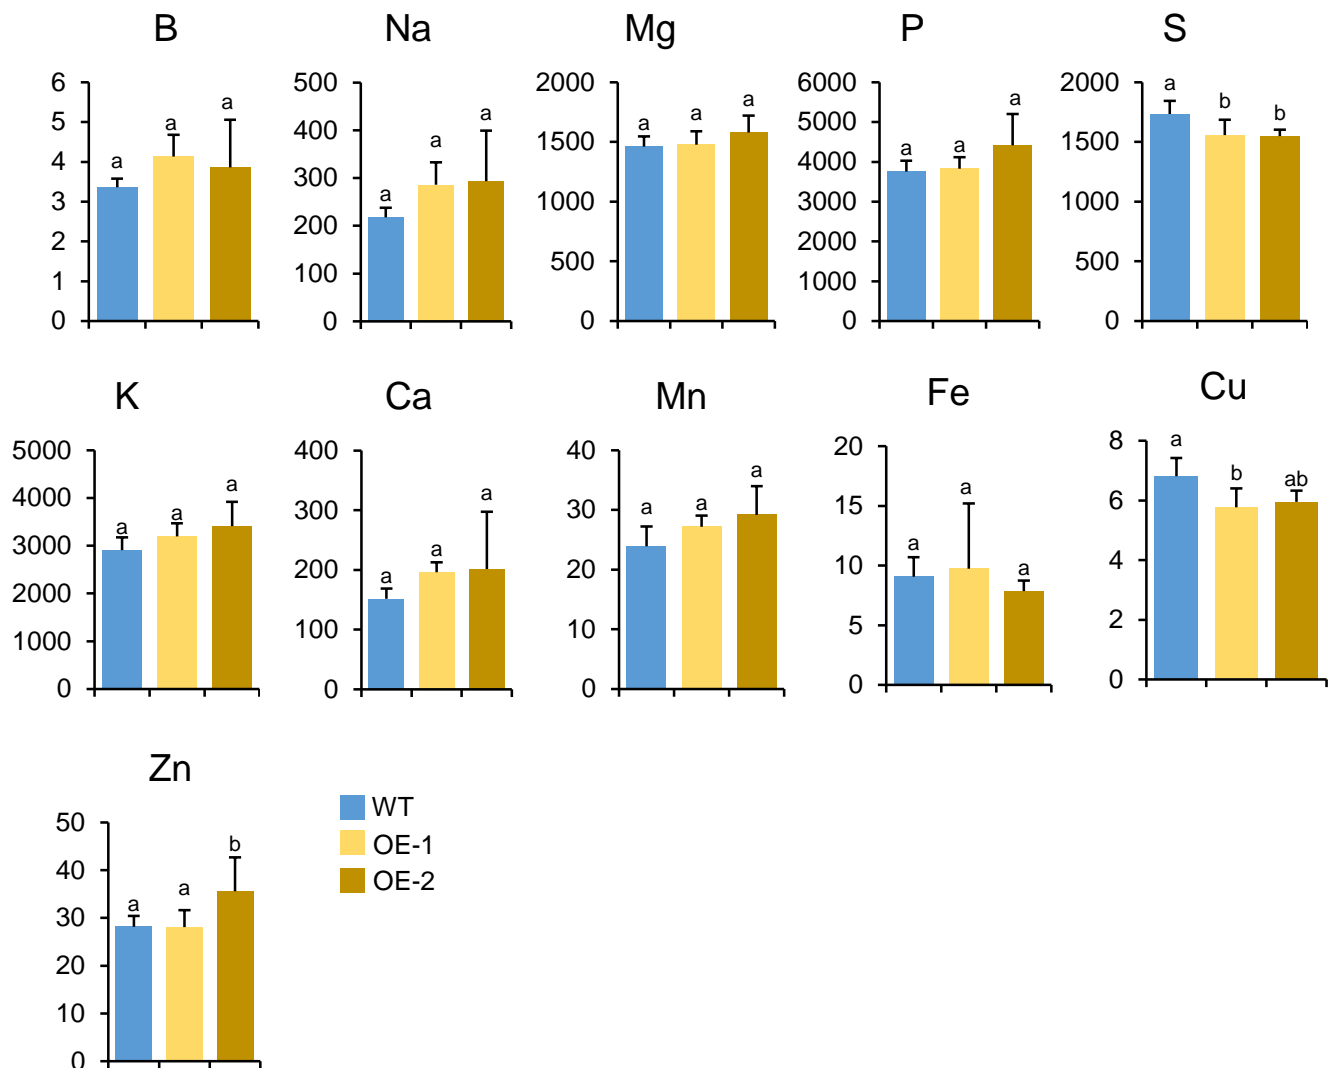 B
Na
Mg
P
S
6
5
4
3
2
1
0
a
a
a
500
400
300
200
100
0
a
a
a
2000
1500
1000
500
0
a
a
a
6000
5000
4000
3000
2000
1000
0
a
a
a
2000
1500
1000
500
0
a
b
b
K
Ca
Mn
Fe
Cu
5000
4000
3000
2000
1000
0
a
a
a
400
300
200
100
0
a
a
a
40
30
20
10
0
a
a
a
20
15
10
5
0
a
a
a
8
6
4
2
0
a
b
ab
Zn
50
40
30
20
10
0
a
a
b
WT
OE-1
OE-2